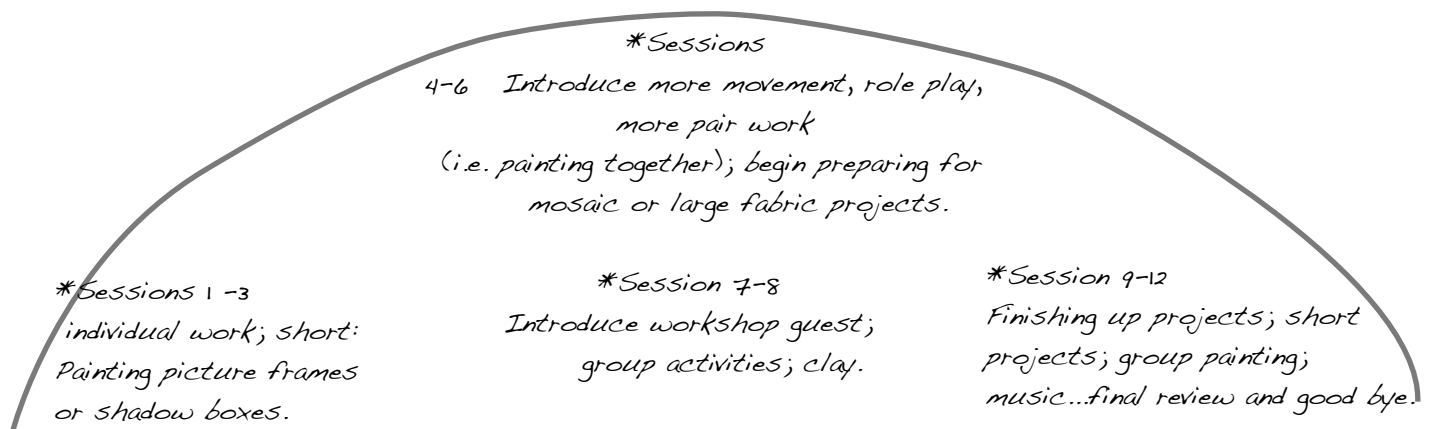 *Sessions
4-6 Introduce more movement, role play,
more pair work
(i.e. painting together); begin preparing for
mosaic or large fabric projects.
*Sessions 1-3
individual work; short:
Painting picture frames
or shadow boxes.
*Session 7-8
Introduce workshop guest;
group activities; clay.
*Session 9-12
Finishing up projects; short
projects; group painting;
music...final review and good bye.